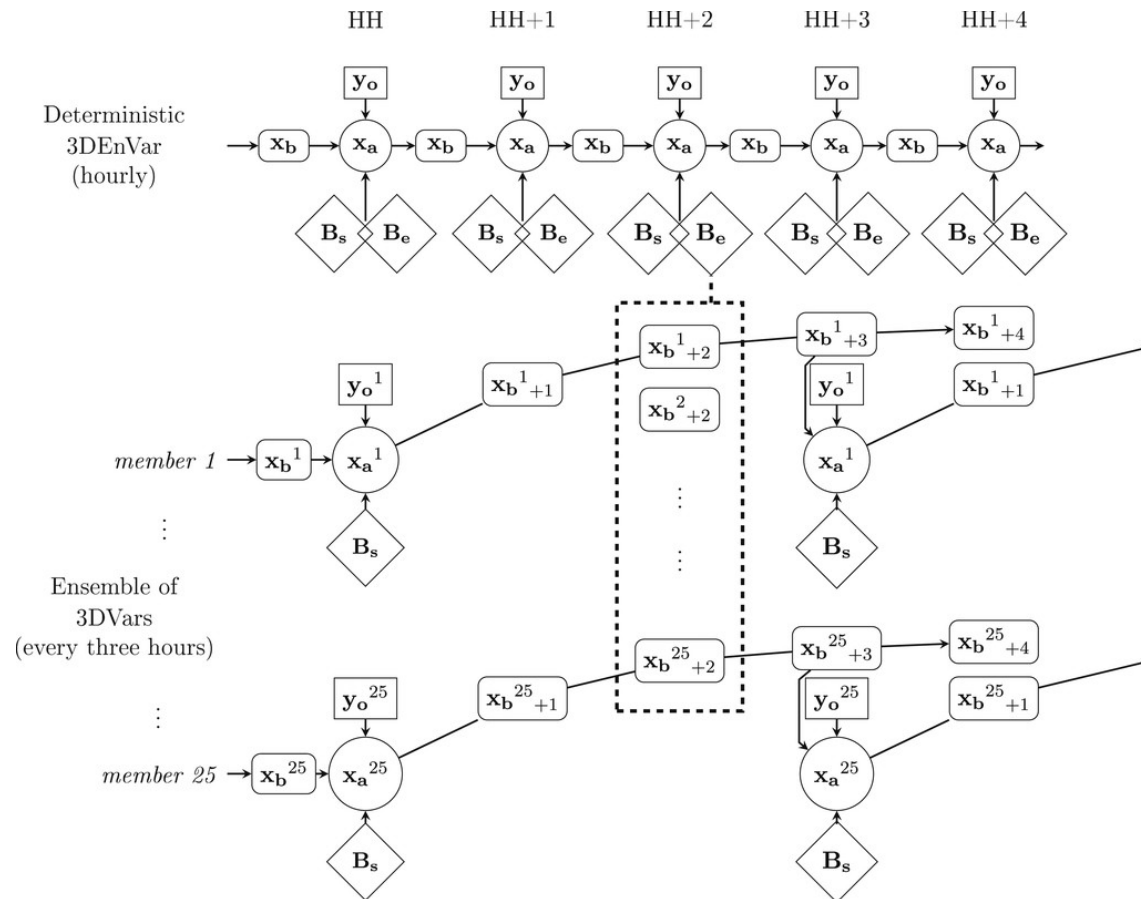 HH HH+1 HH+2 HH+3 HH+4
yo yo yo yo yo
Deterministic
3DEnVar
(hourly)
xb xa xb xa xb xa xb xa xb xa
Bs Be Bs Be Bs Be Bs Be Bs Be
xb¹+2 xb¹+3 xb¹+4
yo¹ xb¹+1 xb²+2 yo¹ xb¹+1
member 1 xb¹ xa¹ xa¹
⋮ ⋮
Bs ⋮ Bs
Ensemble of
3DVars
(every three hours)
xb²⁵+2 xb²⁵+3 xb²⁵+4
⋮ yo²⁵ xb²⁵+1 yo²⁵ xb²⁵+1
member 25 xb²⁵ xa²⁵ xa²⁵
Bs Bs